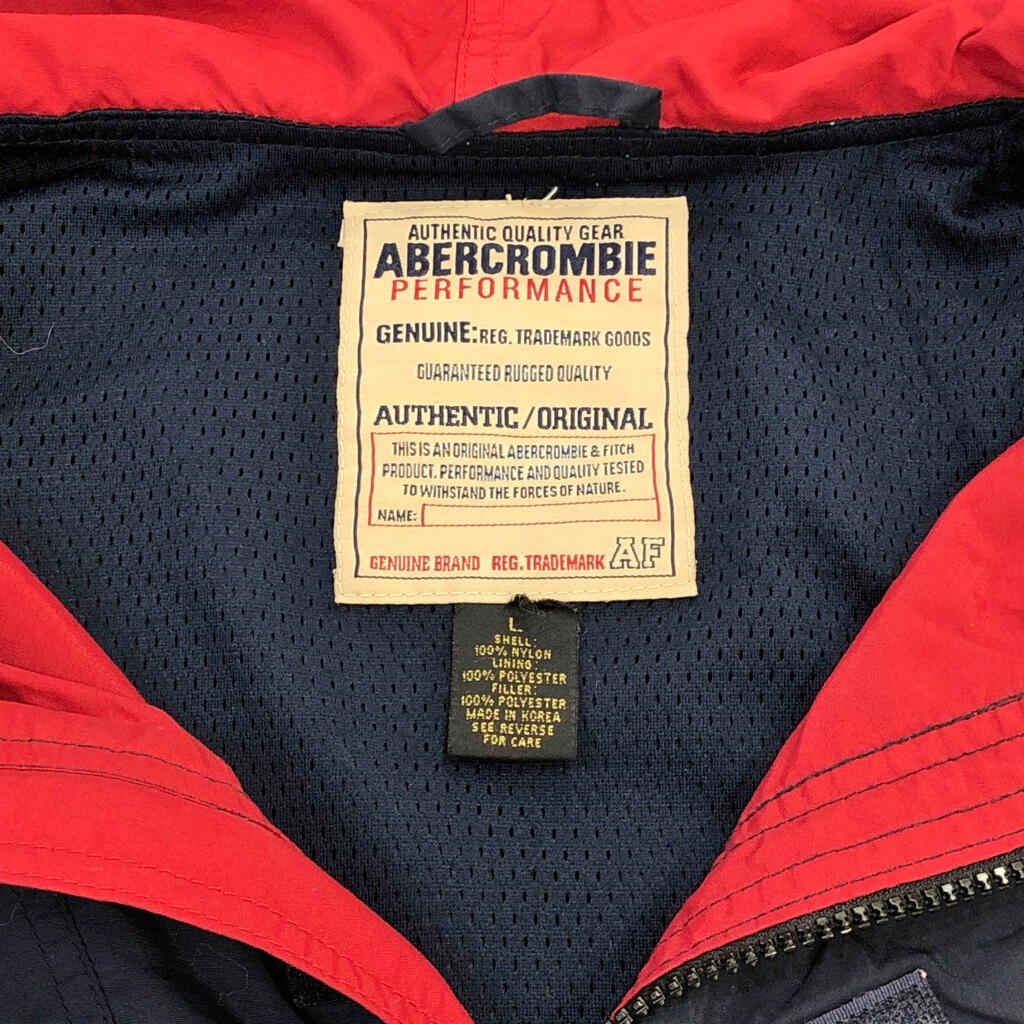 AUTHENTIC QUALITY GEAR
ABERCROMBIE
PERFORMANCE
GENUINE: REG. TRADEMARK GOODS
GUARANTEED RUGGED QUALITY
AUTHENTIC/ORIGINAL
THIS IS AN ORIGINAL ABERCROMBIE & FITCH
PRODUCT. PERFORMANCE AND QUALITY TESTED
TO WITHSTAND THE FORCES OF NATURE.
NAME:
GENUINE BRAND REG. TRADEMARK AF
L
SHELL:
100% NYLON
LINING:
100% POLYESTER
FILLER:
100% POLYESTER
MADE IN KOREA
SEE REVERSE
FOR CARE